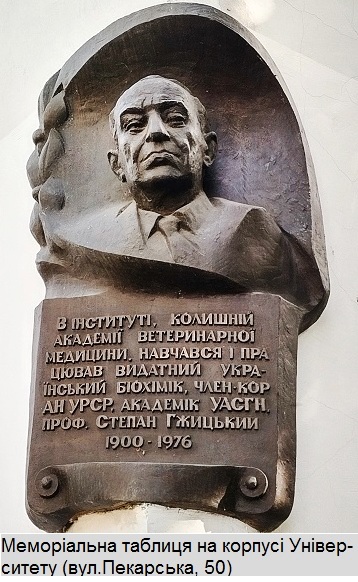 В ІНСТИТУТІ, КОЛИШНІЙ
АКАДЕМІЇ ВЕТЕРИНАРНОЇ
МЕДИЦИНИ, НАВЧАВСЯ І ПРА
ЦЮВАВ ВИДАТНИЙ УКРА-
ЇНСЬКИЙ БІОХІМІК, ЧЛЕН-КОР
АН УРСР, АКАДЕМІК УАСГН,
ПРОФ. СТЕПАН ҐЖИЦЬКИЙ
1900-1976
Меморіальна таблиця на корпусі Універ-
ситету (вул.Пекарська, 50)